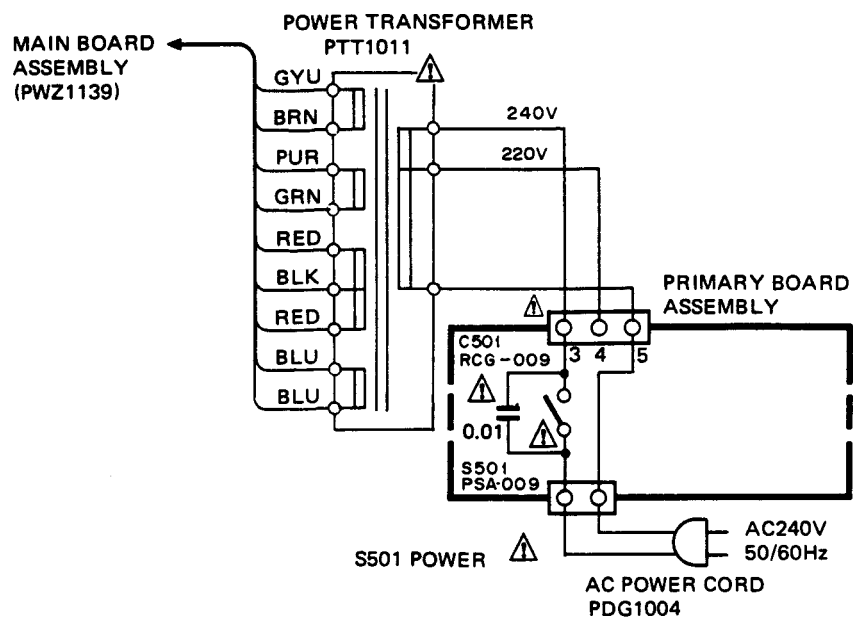 POWER TRANSFORMER
PTT1011
MAIN BOARD
ASSEMBLY
(PWZ1139)
GYU
BRN
PUR
GRN
RED
BLK
RED
BLU
BLU
240V
220V
PRIMARY BOARD
ASSEMBLY
3 4 5
C501
RCG-009
0.01
S501
PSA-009
S501 POWER
AC240V
50/60Hz
AC POWER CORD
PDG1004